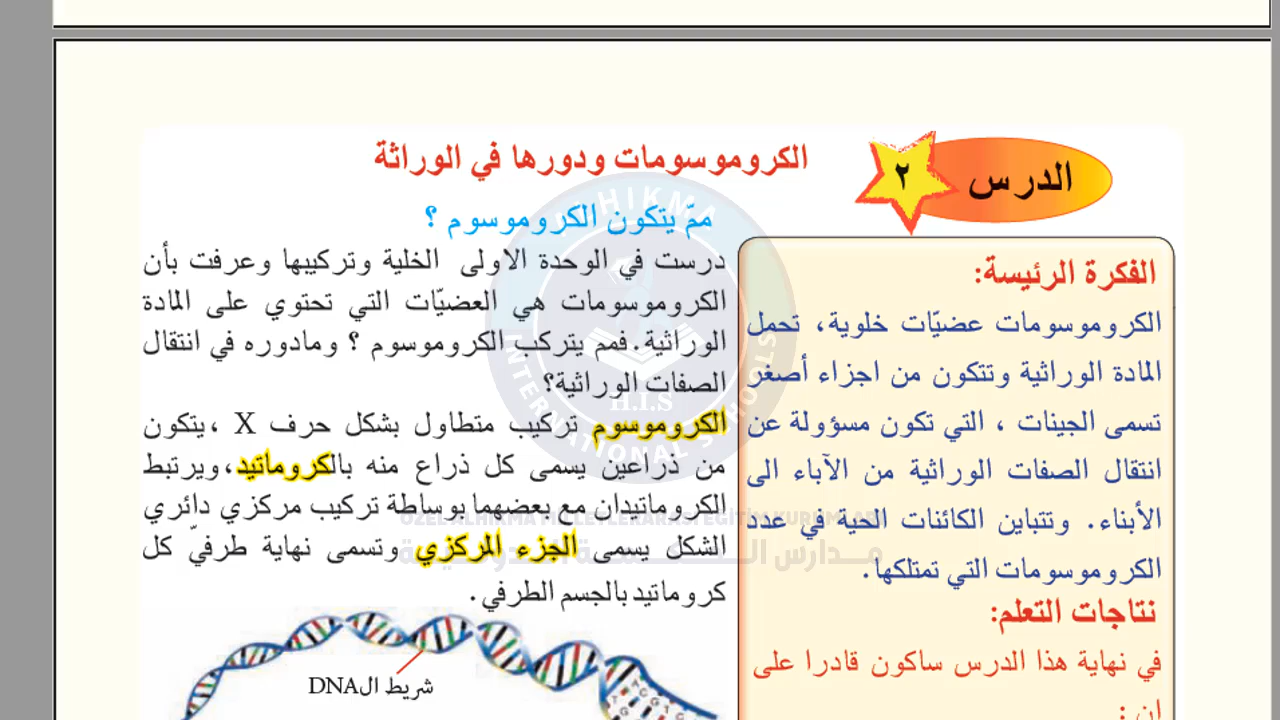 الدرس ٢
الكروموسومات ودورها في الوراثة
الفكرة الرئيسة:
الكروموسومات عضيّات خلوية، تحمل
المادة الوراثية وتتكون من اجزاء أصغر
تسمى الجينات ، التي تكون مسؤولة عن
انتقال الصفات الوراثية من الآباء الى
الأبناء. وتتباين الكائنات الحية في عدد
الكروموسومات التي تمتلكها.
نتاجات التعلم:
في نهاية هذا الدرس ساكون قادرا على
ان :
ممّ يتكون الكروموسوم ؟
درست في الوحدة الاولى الخلية وتركيبها وعرفت بأن
الكروموسومات هي العضيّات التي تحتوي على المادة
الوراثية. فمم يتركب الكروموسوم ؟ ومادوره في انتقال
الصفات الوراثية؟
الكروموسوم تركيب متطاول بشكل حرف X ،يتكون
من ذراعين يسمى كل ذراع منه بالكروماتيد،ويرتبط
الكروماتيدان مع بعضهما بوساطة تركيب مركزي دائري
الشكل يسمى الجزء المركزي وتسمى نهاية طرفيّ كل
كروماتيد بالجسم الطرفي .
شريط الDNA
HIKMA
INTERNATIONAL SCHOOLS
H.I.S